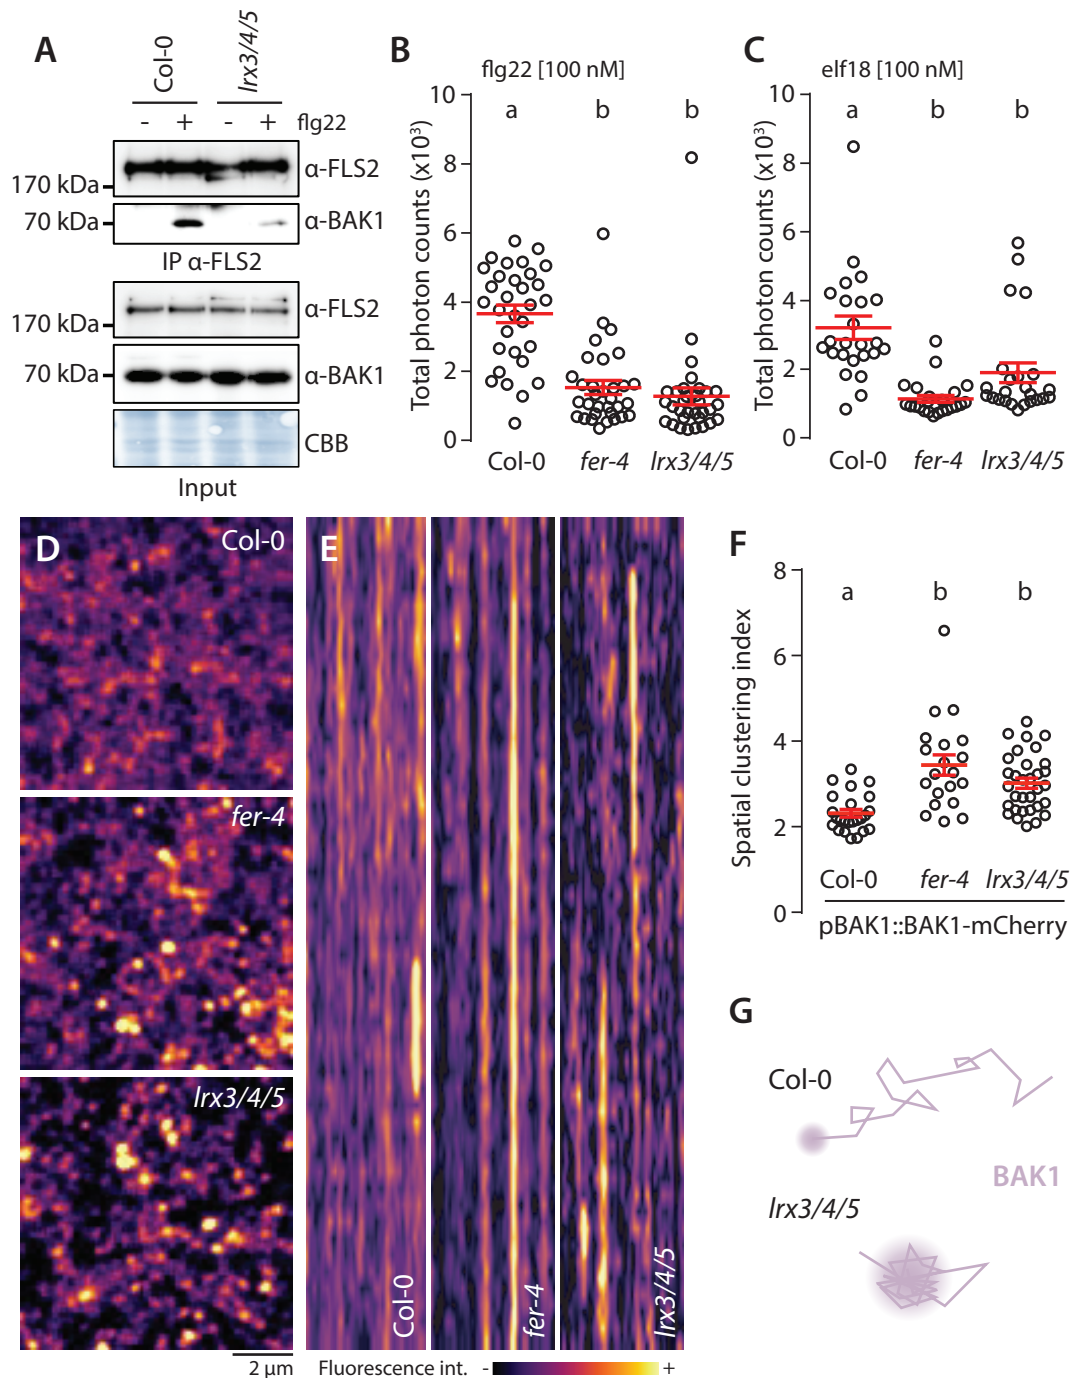 A
Col-0
lrx3/4/5
- + - + flg22
α-FLS2
170 kDa
70 kDa
α-BAK1
IP α-FLS2
α-FLS2
170 kDa
70 kDa
α-BAK1
CBB
Input
B
flg22 [100 nM]
Total photon counts (x10³)
10
8
6
4
2
0
a b b
Col-0 fer-4 lrx3/4/5
C
elf18 [100 nM]
Total photon counts (x10³)
10
8
6
4
2
0
a b b
Col-0 fer-4 lrx3/4/5
D
Col-0
fer-4
lrx3/4/5
2 μm
E
Col-0
fer-4
lrx3/4/5
Fluorescence int. - +
F
Spatial clustering index
8
6
4
2
0
a b b
Col-0 fer-4 lrx3/4/5
pBAK1::BAK1-mCherry
G
Col-0
BAK1
lrx3/4/5